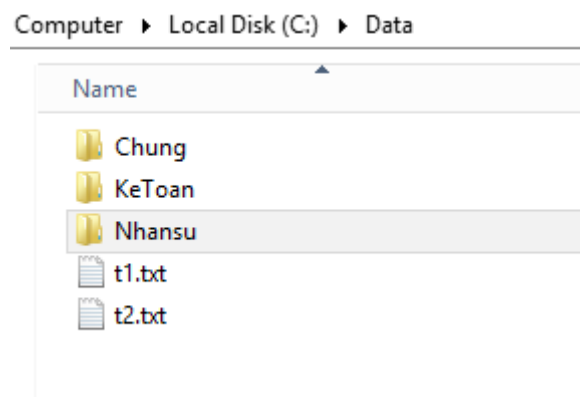 Computer ▸ Local Disk (C:) ▸ Data
Name
Chung
KeToan
Nhansu
t1.txt
t2.txt